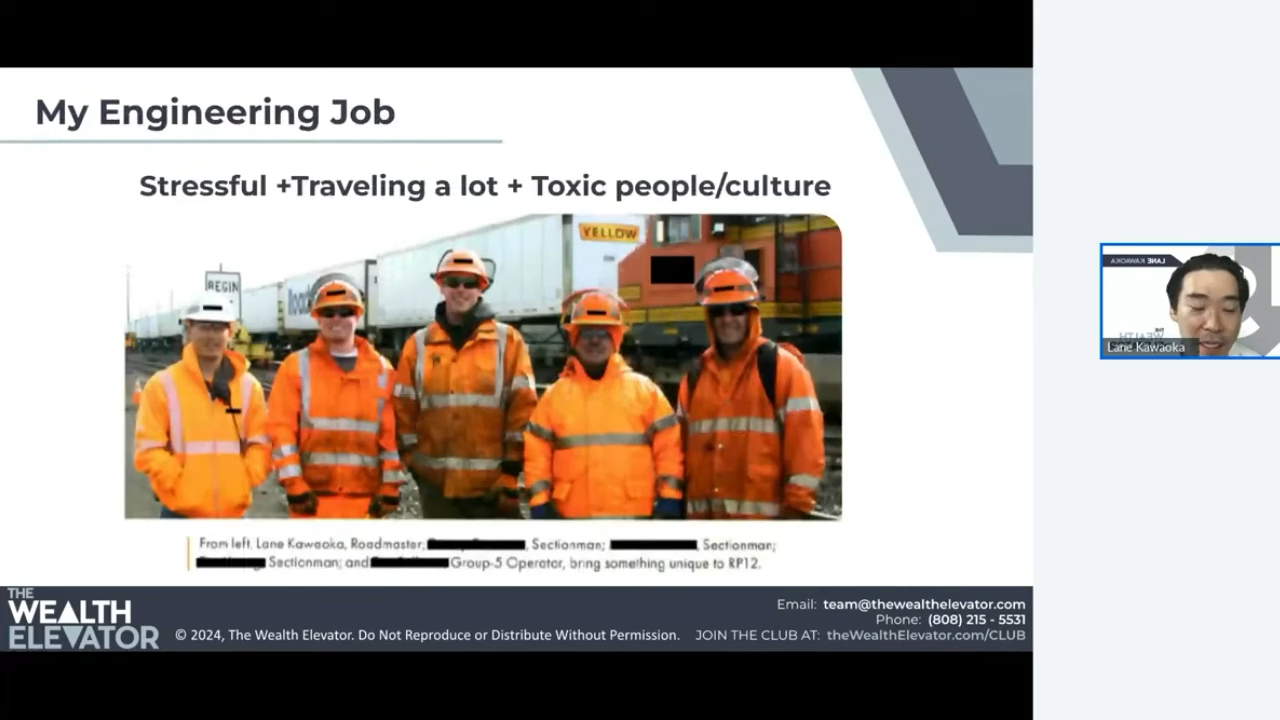 My Engineering Job
Stressful +Traveling a lot + Toxic people/culture
YELLOW
BEGIN
From left, Lane Kawaoka, Roadmaster; , Sectionman; , Sectionman;
Sectionman; and Group-5 Operator, bring something unique to RP12.
THE
WEALTH
ELEVATOR
© 2024, The Wealth Elevator. Do Not Reproduce or Distribute Without Permission.
Email: team@thewealthelevator.com
Phone: (808) 215 - 5531
JOIN THE CLUB AT: theWealthElevator.com/CLUB
Lane Kawaoka